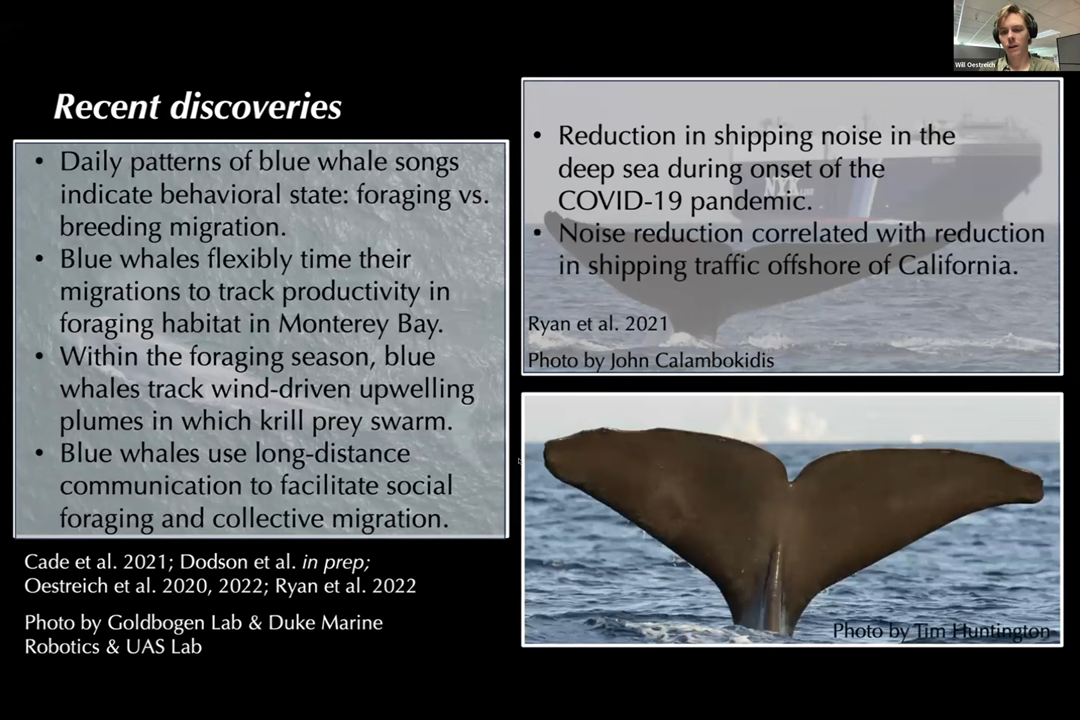 Will Oestreich
Recent discoveries
• Daily patterns of blue whale songs
indicate behavioral state: foraging vs.
breeding migration.
• Blue whales flexibly time their
migrations to track productivity in
foraging habitat in Monterey Bay.
• Within the foraging season, blue
whales track wind-driven upwelling
plumes in which krill prey swarm.
• Blue whales use long-distance
communication to facilitate social
foraging and collective migration.
Cade et al. 2021; Dodson et al. in prep;
Oestreich et al. 2020, 2022; Ryan et al. 2022
Photo by Goldbogen Lab & Duke Marine
Robotics & UAS Lab
• Reduction in shipping noise in the
deep sea during onset of the
COVID-19 pandemic.
NYK
• Noise reduction correlated with reduction
in shipping traffic offshore of California.
Ryan et al. 2021
Photo by John Calambokidis
Photo by Tim Huntington